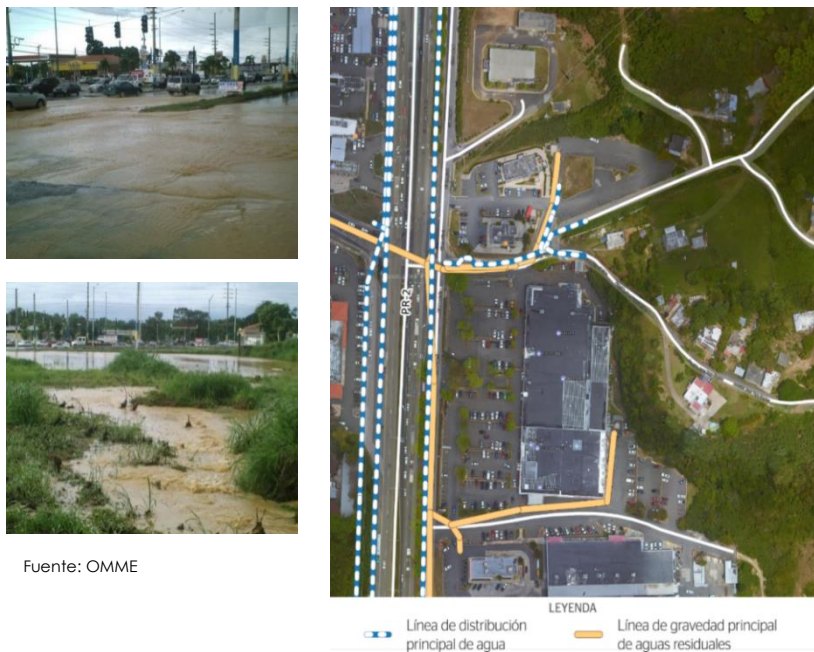 Fuente: OMME
PR-2
LEYENDA
Línea de distribución
principal de agua
Línea de gravedad principal
de aguas residuales